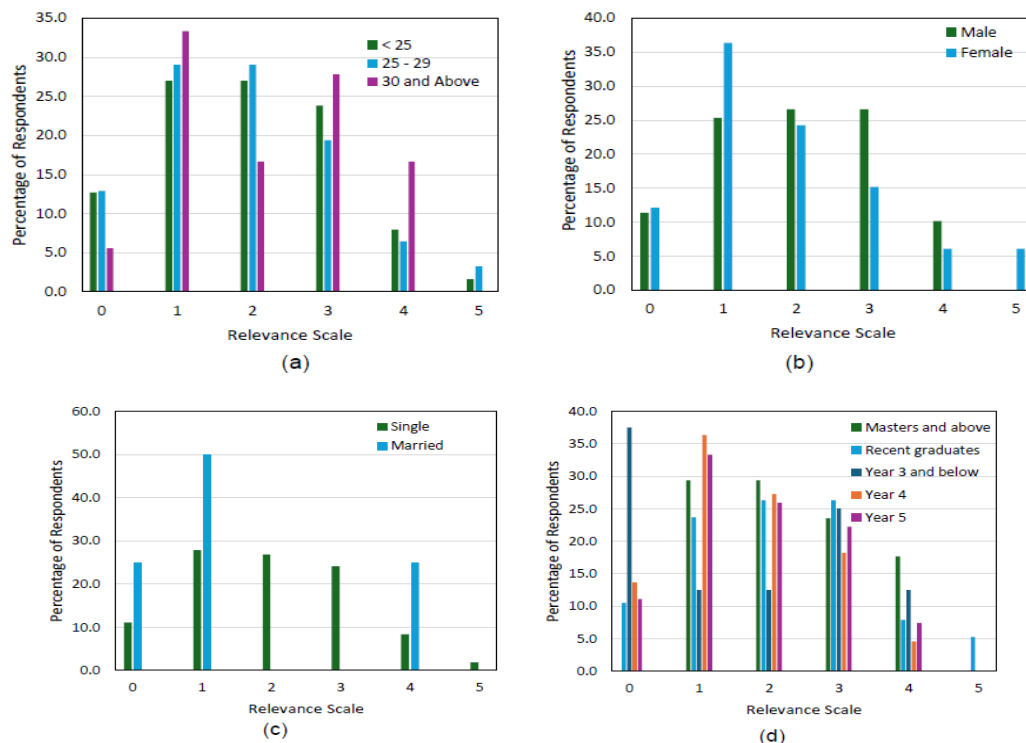 35.0
30.0
25.0
20.0
15.0
10.0
5.0
0.0
Percentage of Respondents
< 25
25 - 29
30 and Above
0 1 2 3 4 5
Relevance Scale
(a)
40.0
35.0
30.0
25.0
20.0
15.0
10.0
5.0
0.0
Percentage of Respondents
Male
Female
0 1 2 3 4 5
Relevance Scale
(b)
60.0
50.0
40.0
30.0
20.0
10.0
0.0
Percentage of Respondents
Single
Married
0 1 2 3 4 5
Relevance Scale
(c)
40.0
35.0
30.0
25.0
20.0
15.0
10.0
5.0
0.0
Percentage of Respondents
Masters and above
Recent graduates
Year 3 and below
Year 4
Year 5
0 1 2 3 4 5
Relevance Scale
(d)